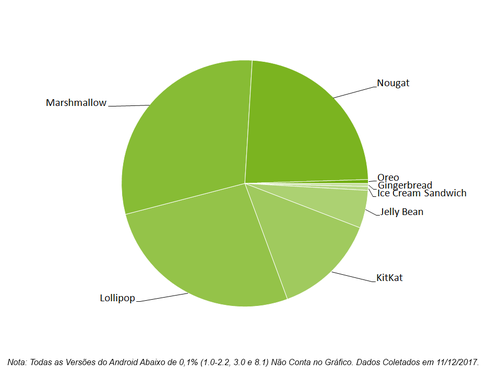 Nougat
Marshmallow
Oreo
Gingerbread
Ice Cream Sandwich
Jelly Bean
KitKat
Lollipop
Nota: Todas as Versões do Android Abaixo de 0,1% (1.0-2.2, 3.0 e 8.1) Não Conta no Gráfico. Dados Coletados em 11/12/2017.